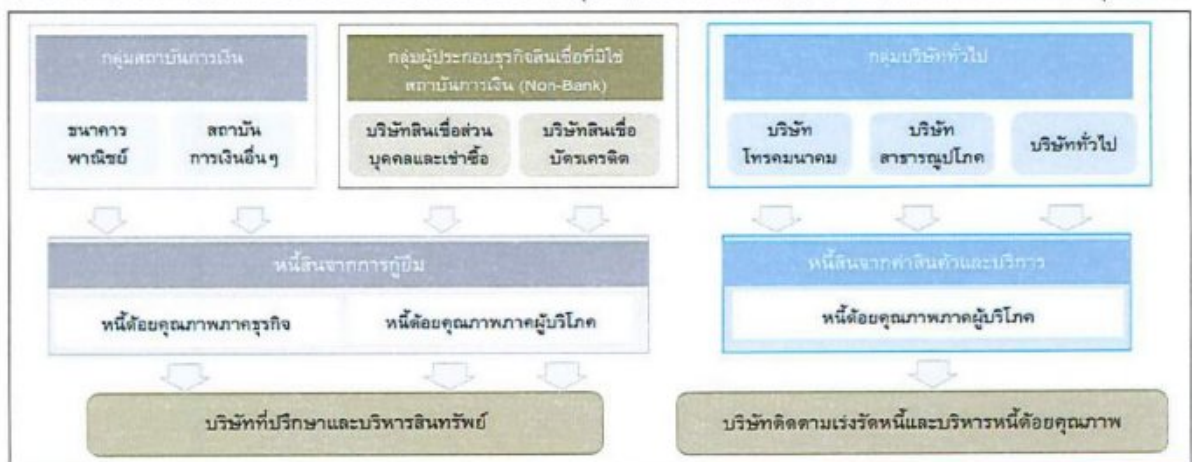 กลุ่มสถาบันการเงิน
ธนาคาร
พาณิชย์
สถาบัน
การเงินอื่นๆ
กลุ่มผู้ประกอบธุรกิจสินเชื่อที่มิใช่
สถาบันการเงิน (Non-Bank)
บริษัทสินเชื่อส่วน
บุคคลและเช่าซื้อ
บริษัทสินเชื่อ
บัตรเครดิต
กลุ่มบริษัททั่วไป
บริษัท
โทรคมนาคม
บริษัท
สาธารณูปโภค
บริษัททั่วไป
หนี้สินจากการกู้ยืม
หนี้ด้อยคุณภาพภาคธุรกิจ
หนี้ด้อยคุณภาพภาคผู้บริโภค
หนี้สินจากค่าสินค้าและบริการ
หนี้ด้อยคุณภาพภาคผู้บริโภค
บริษัทที่ปรึกษาและบริหารสินทรัพย์
บริษัทติดตามเร่งรัดหนี้และบริหารหนี้ด้อยคุณภาพ